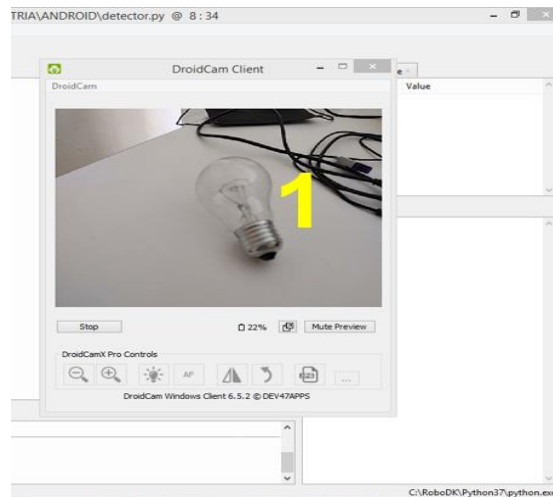 TRIA\ANDROID\detector.py @ 8 : 34
DroidCam Client
DroidCam
Value
1
Stop
22%
Mute Preview
DroidCamX Pro Controls
AF
...
DroidCam Windows Client 6.5.2 © DEV47APPS
C:\RoboDK\Python37\python.ex